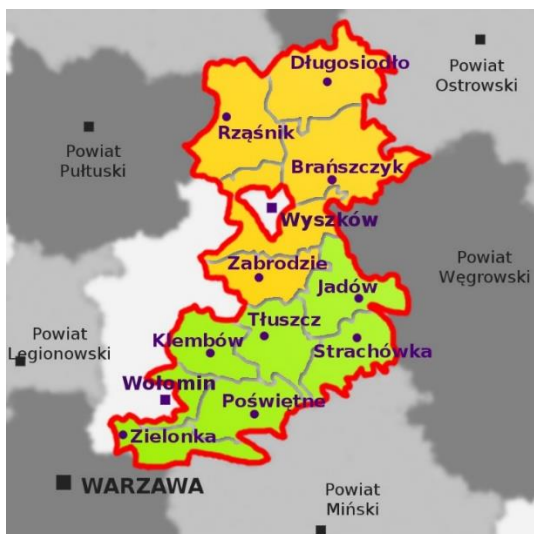 Długosiodło
Powiat
Ostrowski
Rząśnik
Powiat
Pułtuski
Brańszczyk
Wyszków
Zabrodzie
Powiat
Węgrowski
Jadów
Tłuszcz
Powiat
Legionowski
Klembów
Strachówka
Wołomin
Poświętne
Zielonka
WARZAWA
Powiat
Miński